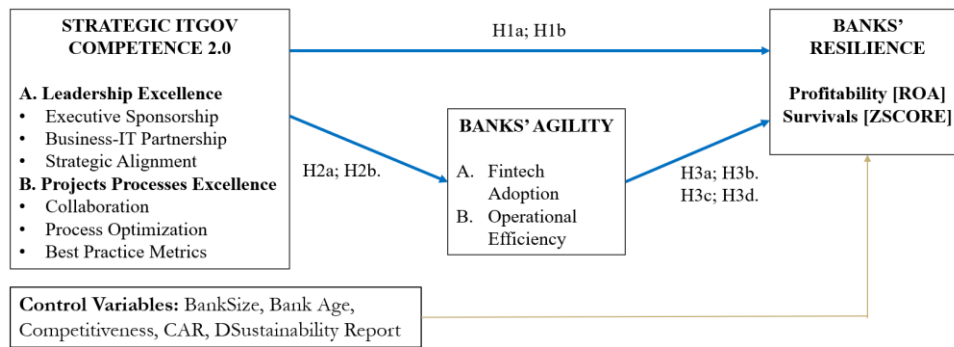 STRATEGIC ITGOV
COMPETENCE 2.0
A. Leadership Excellence
• Executive Sponsorship
• Business-IT Partnership
• Strategic Alignment
B. Projects Processes Excellence
• Collaboration
• Process Optimization
• Best Practice Metrics
H1a; H1b
H2a; H2b.
BANKS' AGILITY
A. Fintech
Adoption
B. Operational
Efficiency
H3a; H3b.
H3c; H3d.
BANKS'
RESILIENCE
Profitability [ROA]
Survivals [ZSCORE]
Control Variables: BankSize, Bank Age,
Competitiveness, CAR, DSustainability Report